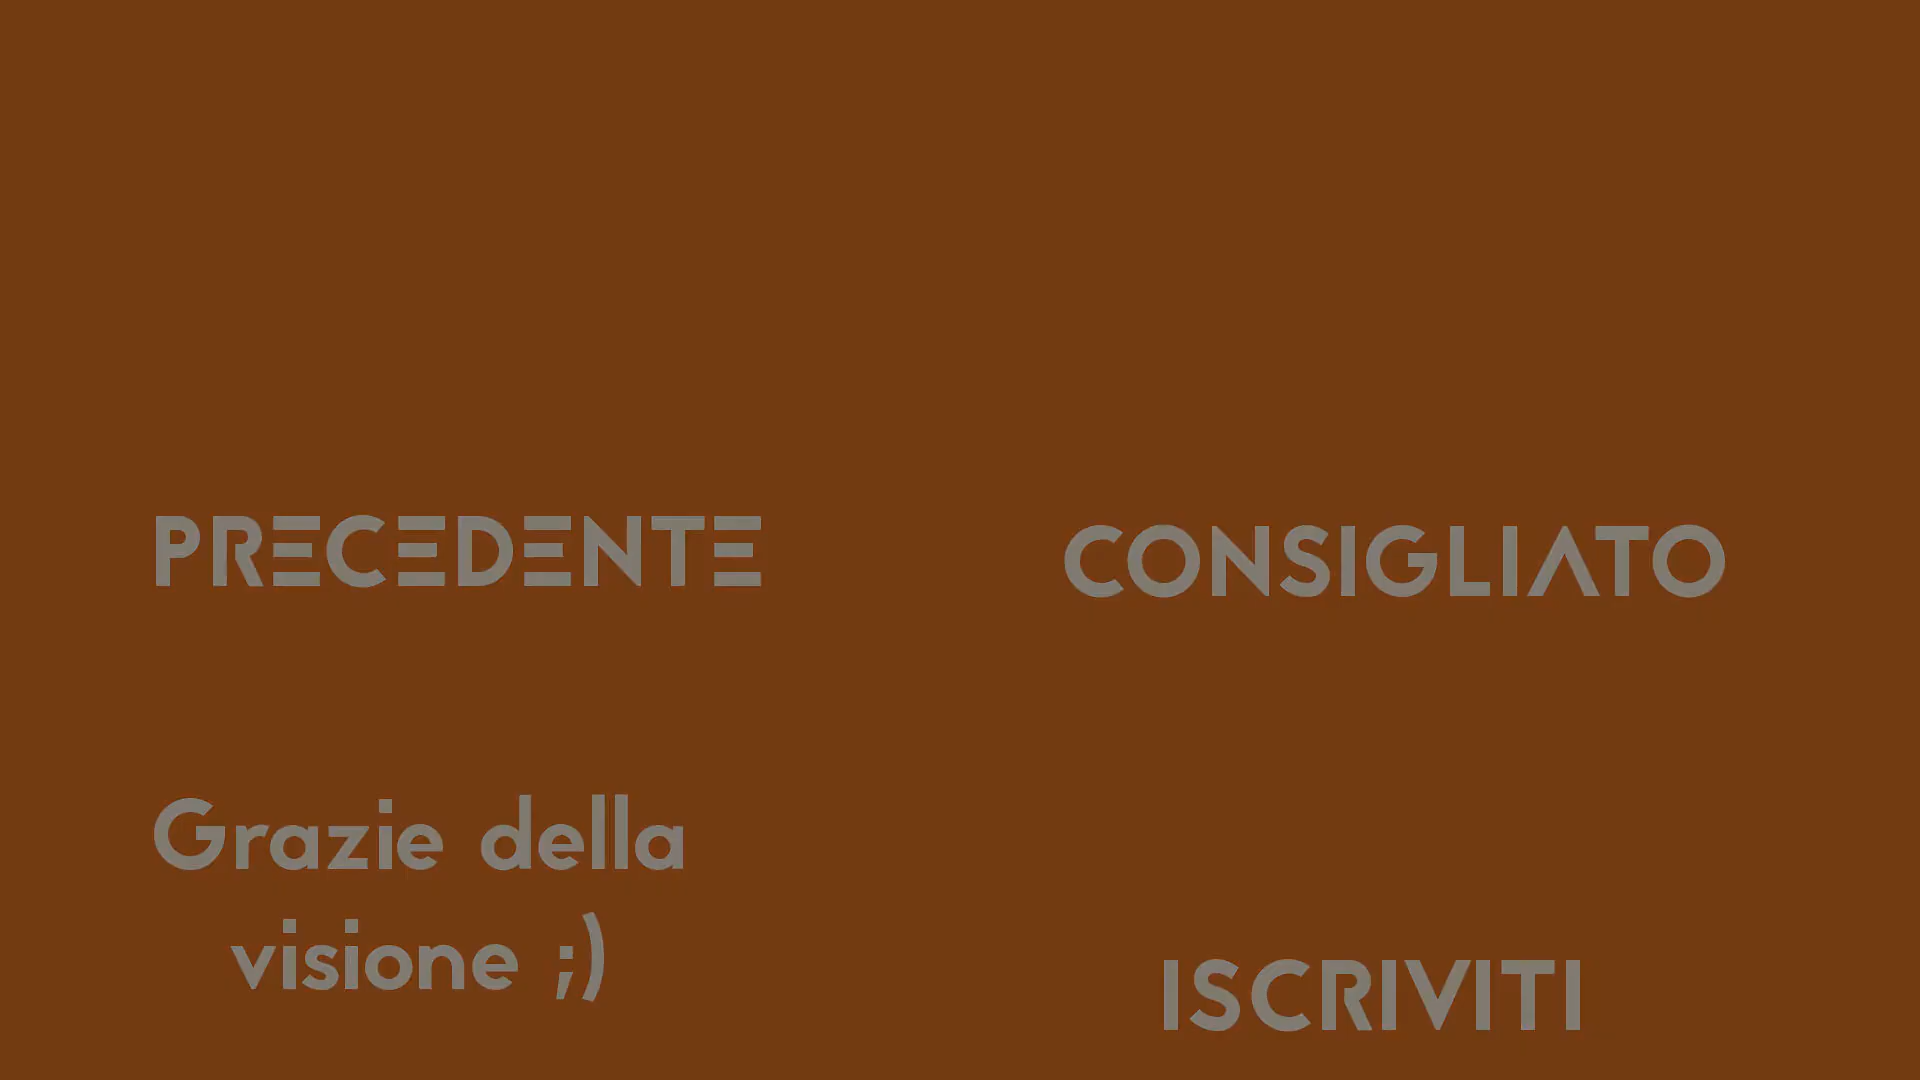 PRECEDENTE
CONSIGLIATO
Grazie della
visione ;)
ISCRIVITI